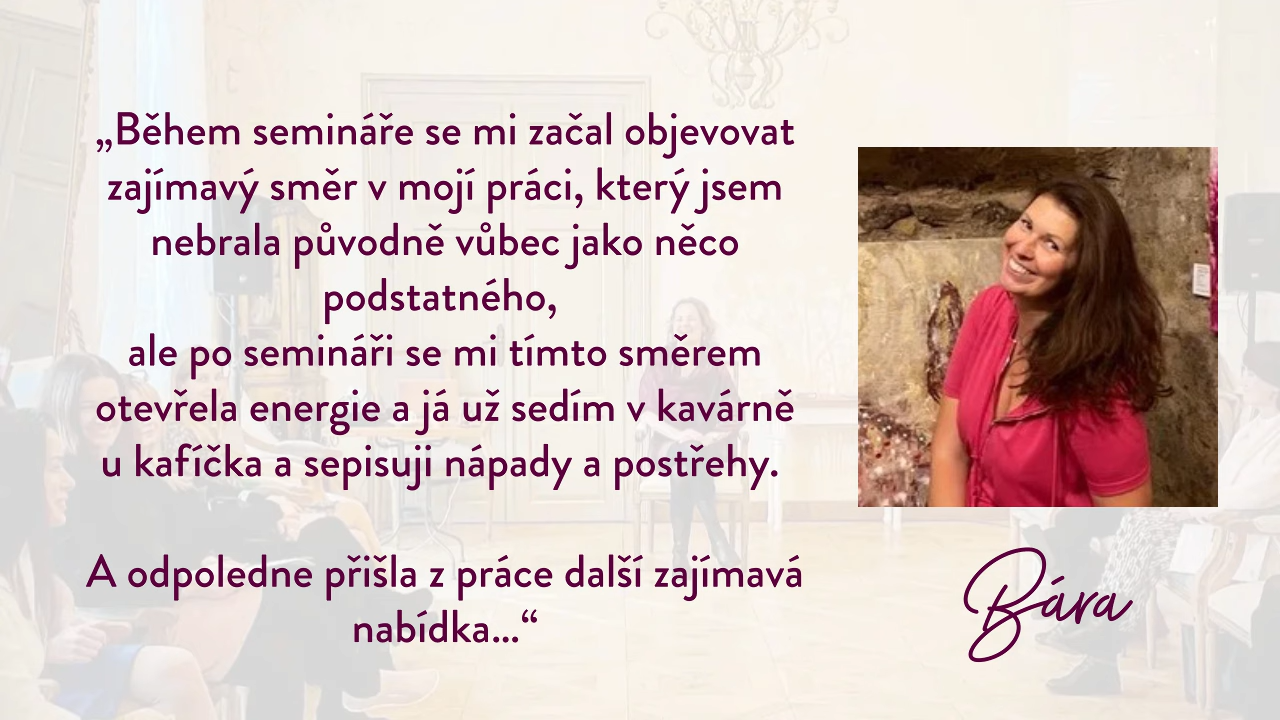 „Během semináře se mi začal objevovat
zajímavý směr v mojí práci, který jsem
nebrala původně vůbec jako něco
podstatného,
ale po semináři se mi tímto směrem
otevřela energie a já už sedím v kavárně
u kafíčka a sepisuji nápady a postřehy.
A odpoledne přišla z práce další zajímavá
nabídka...“
Bára